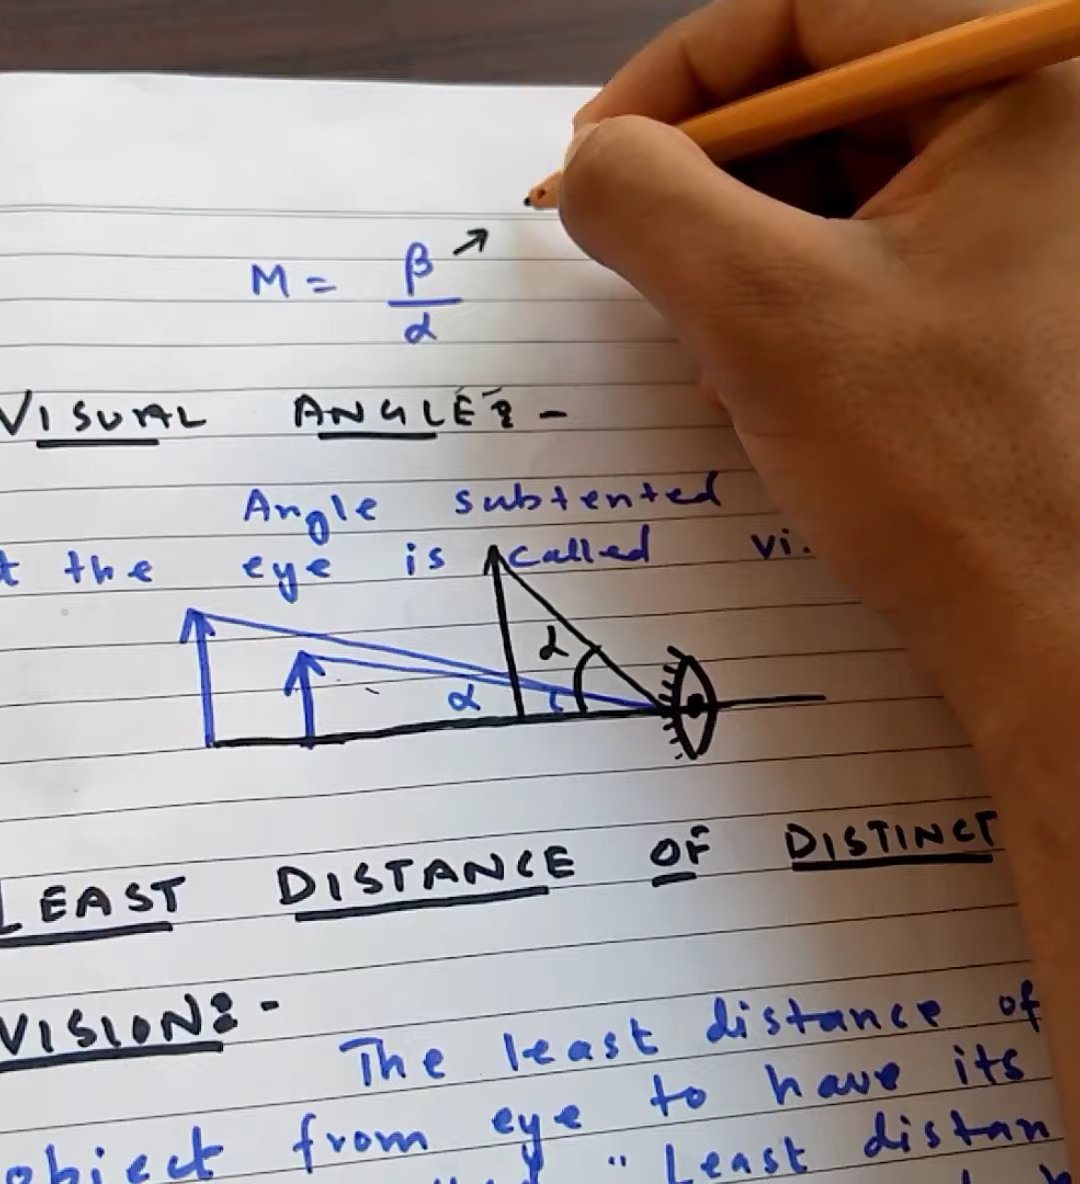 M = β/α
VISUAL ANGLE:-
Angle subtented
the eye is called
α
α
LEAST DISTANCE OF DISTINCT
VISION:-
The least distance of
object from eye to have its
" Least distan